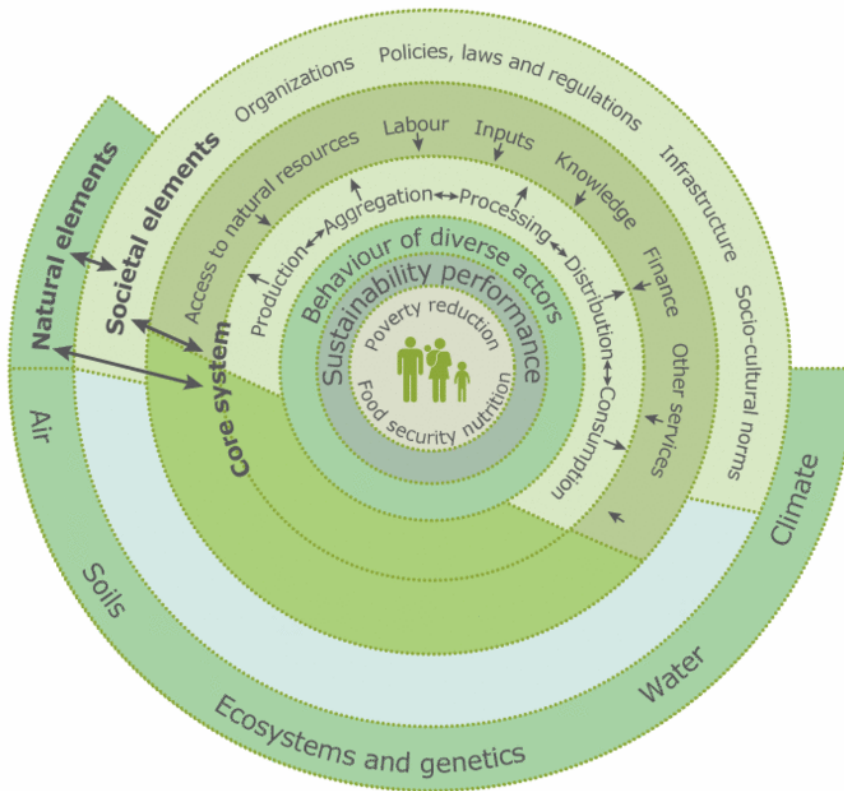 Organizations
Policies, laws and regulations
Infrastructure
Socio-cultural norms
Natural elements
Societal elements
Core system
Access to natural resources
Labour
Inputs
Knowledge
Finance
Other services
Production
Aggregation
Processing
Distribution
Consumption
Behaviour of diverse actors
Sustainability performance
Poverty reduction
Food security nutrition
Air
Soils
Ecosystems and genetics
Water
Climate